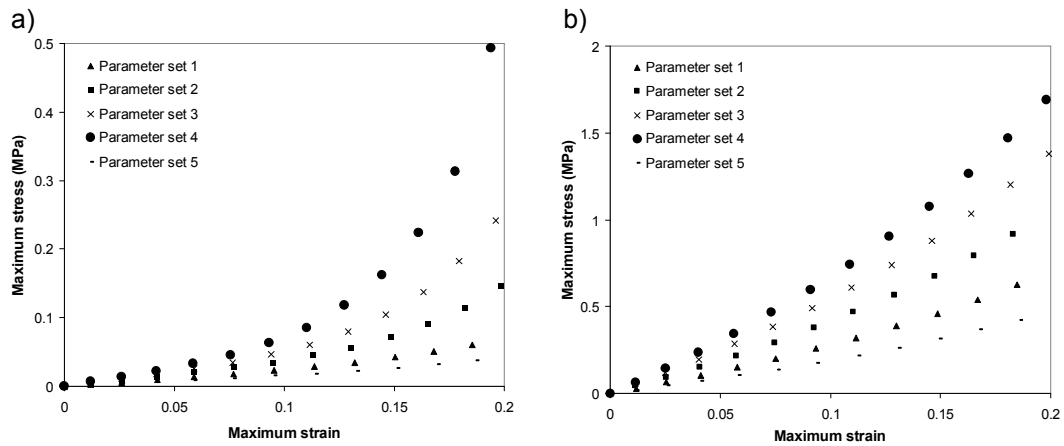 a)
0.5
0.4
0.3
0.2
0.1
0
Maximum stress (MPa)
Parameter set 1
Parameter set 2
Parameter set 3
Parameter set 4
Parameter set 5
0 0.05 0.1 0.15 0.2
Maximum strain
b)
2
1.5
1
0.5
0
Maximum stress (MPa)
Parameter set 1
Parameter set 2
Parameter set 3
Parameter set 4
Parameter set 5
0 0.05 0.1 0.15 0.2
Maximum strain